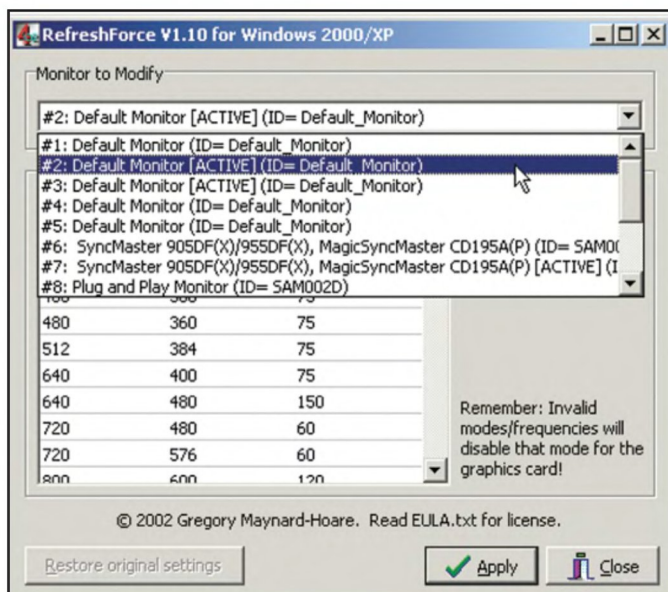 RefreshForce V1.10 for Windows 2000/XP
Monitor to Modify
#2: Default Monitor [ACTIVE] (ID= Default_Monitor)
#1: Default Monitor (ID= Default_Monitor)
#2: Default Monitor [ACTIVE] (ID= Default_Monitor)
#3: Default Monitor [ACTIVE] (ID= Default_Monitor)
#4: Default Monitor (ID= Default_Monitor)
#5: Default Monitor (ID= Default_Monitor)
#6: SyncMaster 905DF(X)/955DF(X), MagicSyncMaster CD195A(P) (ID= SAM00
#7: SyncMaster 905DF(X)/955DF(X), MagicSyncMaster CD195A(P) [ACTIVE] (I
#8: Plug and Play Monitor (ID= SAM002D)
480 360 75
512 384 75
640 400 75
640 480 150
720 480 60
720 576 60
800 600 120
Remember: Invalid
modes/frequencies will
disable that mode for the
graphics card!
© 2002 Gregory Maynard-Hoare. Read EULA.txt for license.
Restore original settings
Apply
Close